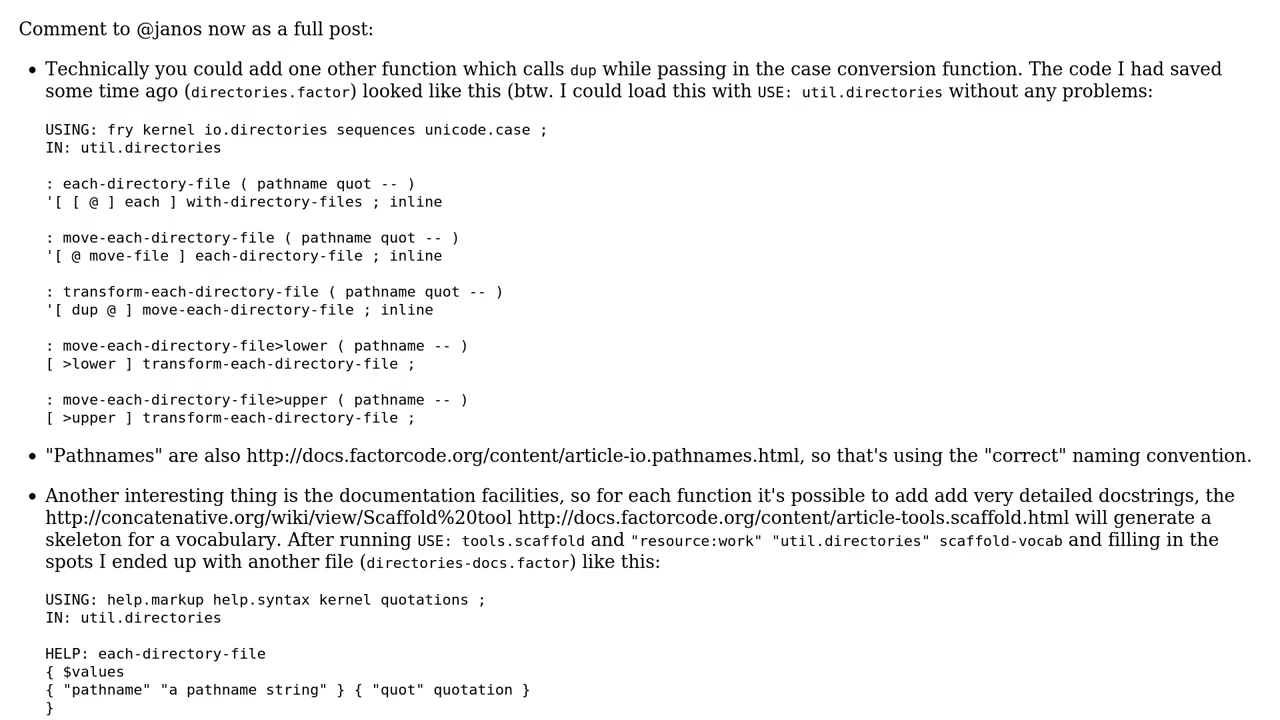 Comment to @janos now as a full post:
• Technically you could add one other function which calls dup while passing in the case conversion function. The code I had saved
some time ago (directories.factor) looked like this (btw. I could load this with USE: util.directories without any problems:
USING: fry kernel io.directories sequences unicode.case ;
IN: util.directories
: each-directory-file ( pathname quot -- )
'[ [ @ ] each ] with-directory-files ; inline
: move-each-directory-file ( pathname quot -- )
'[ @ move-file ] each-directory-file ; inline
: transform-each-directory-file ( pathname quot -- )
'[ dup @ ] move-each-directory-file ; inline
: move-each-directory-file>lower ( pathname -- )
[ >lower ] transform-each-directory-file ;
: move-each-directory-file>upper ( pathname -- )
[ >upper ] transform-each-directory-file ;
• "Pathnames" are also http://docs.factorcode.org/content/article-io.pathnames.html, so that's using the "correct" naming convention.
• Another interesting thing is the documentation facilities, so for each function it's possible to add add very detailed docstrings, the
http://concatenative.org/wiki/view/Scaffold%20tool http://docs.factorcode.org/content/article-tools.scaffold.html will generate a
skeleton for a vocabulary. After running USE: tools.scaffold and "resource:work" "util.directories" scaffold-vocab and filling in the
spots I ended up with another file (directories-docs.factor) like this:
USING: help.markup help.syntax kernel quotations ;
IN: util.directories
HELP: each-directory-file
{ $values
{ "pathname" "a pathname string" } { "quot" quotation }
}